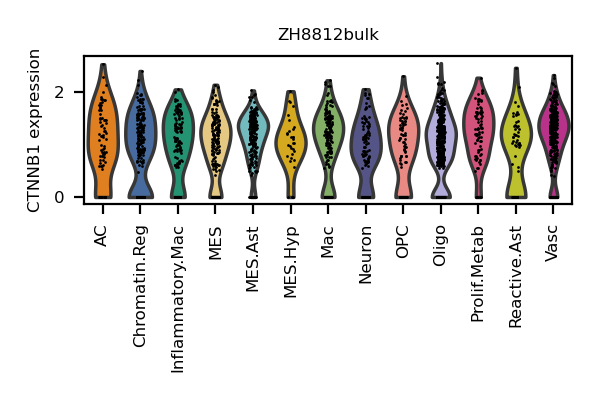 ZH8812bulk
CTNNB1 expression
2
0
AC
Chromatin.Reg
Inflammatory.Mac
MES
MES.Ast
MES.Hyp
Mac
Neuron
OPC
Oligo
Prolif.Metab
Reactive.Ast
Vasc